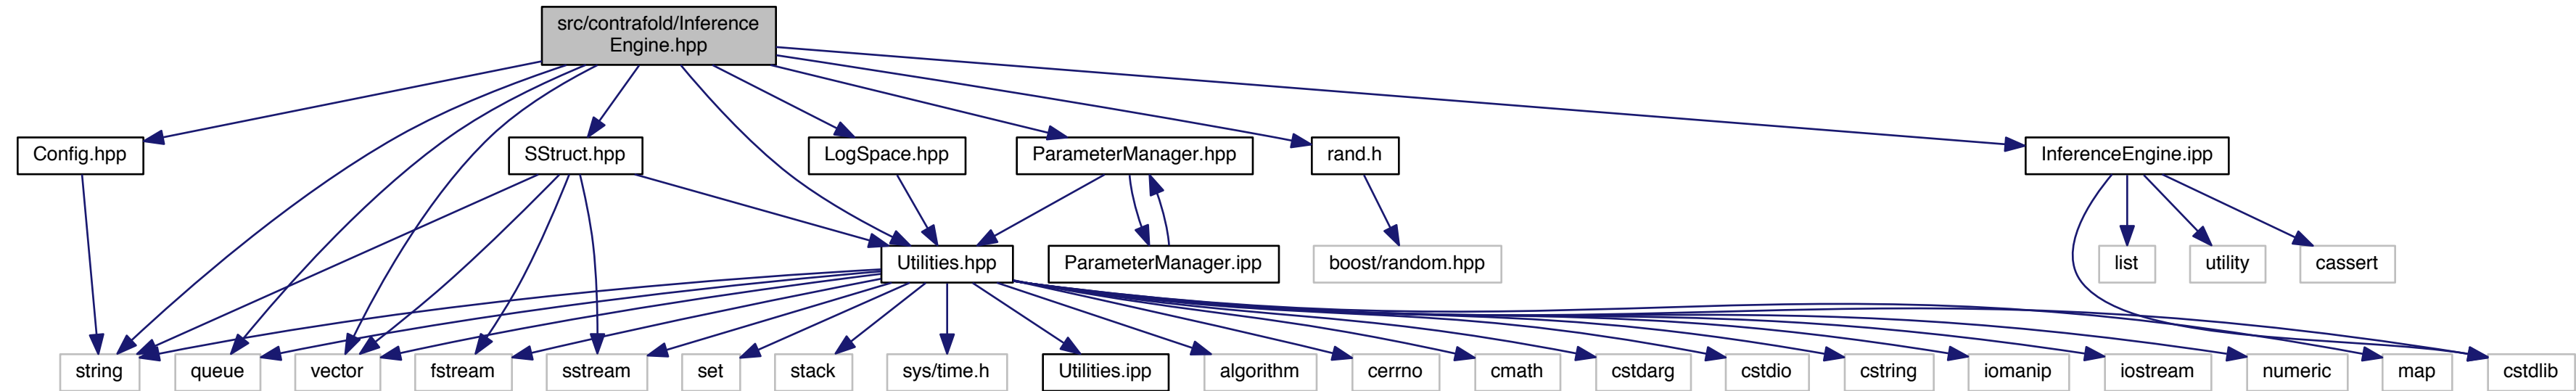 src/contrafold/Inference
Engine.hpp
Config.hpp
SStruct.hpp
LogSpace.hpp
ParameterManager.hpp
rand.h
InferenceEngine.ipp
Utilities.hpp
ParameterManager.ipp
boost/random.hpp
list
utility
cassert
string
queue
vector
fstream
sstream
set
stack
sys/time.h
Utilities.ipp
algorithm
cerrno
cmath
cstdarg
cstdio
cstring
iomanip
iostream
numeric
map
cstdlib